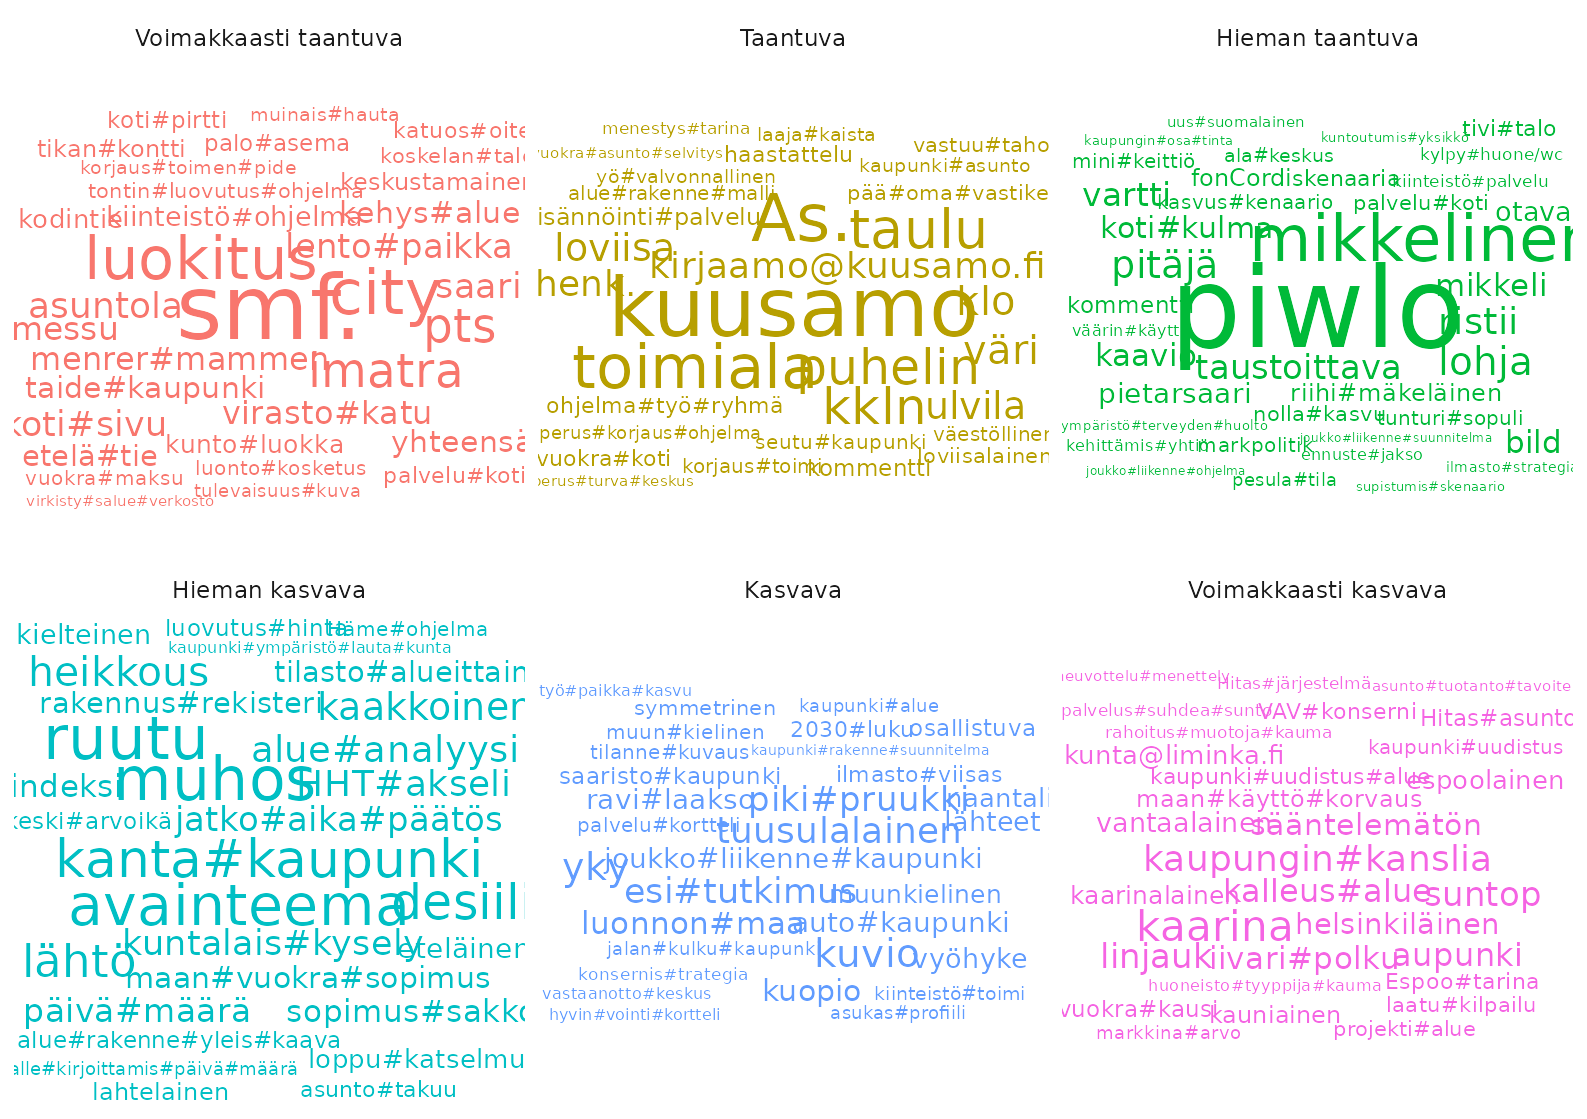 Voimakkaasti taantuva
koti#pirtti
muinais#hauta
katuos#oite
tikan#kontti
palo#asema
koskelan#talo
korjaus#toimen#pide
keskustamainen
tontin#luovutus#ohjelma
kodintie
kiinteistö#ohjelma
kehys#alue
luokitus
lento#paikka
smf.
city
saari
asuntola
messu
pts
menrer#mammen
imatra
taide#kaupunki
koti#sivu
virasto#katu
etelä#tie
kunto#luokka
yhteensä
luonto#kosketus
vuokra#maksu
palvelu#koti
tulevaisuus#kuva
virkisty#salue#verkosto
Taantuva
menestys#tarina
laaja#kaista
vastuu#taho
vuokra#asunto#selvitys
haastattelu
kaupunki#asunto
yö#valvonnallinen
alue#rakenne#malli
pää#oma#vastike
isännöinti#palvelu
As.
taulu
loviisa
kirjaamo@kuusamo.fi
henk.
kuusamo
klo
toimiala
puhelin
väri
ohjelma#työ#ryhmä
kkln
ulvila
perus#korjaus#ohjelma
seutu#kaupunki
väestöllinen
vuokra#koti
korjaus#toimi
kommentti
loviisalainen
perus#turva#keskus
Hieman taantuva
uus#suomalainen
kaupungin#osa#tinta
kuntoutumis#yksikkö
tivi#talo
mini#keittiö
ala#keskus
kylpy#huone/wc
fonCordiskenaaria
kiinteistö#palvelu
vartti
kasvus#kenaario
palvelu#koti
otava
koti#kulma
mikkelinen
pitäjä
piwlo
mikkeli
kommentti
ristii
väärin#käytt
kaavio
taustoittava
lohja
pietarsaari
riihi#mäkeläinen
nolla#kasvu
tunturi#sopuli
ympäristö#terveyden#huolto
kehittämis#yhtiö
markpolitik
joukko#liikenne#suunnitelma
bild
ennuste#jakso
joukko#liikenne#ohjelma
ilmasto#strategia
pesula#tila
supistumis#skenaario
Hieman kasvava
kielteinen
luovutus#hinta
Häme#ohjelma
kaupunki#ympäristö#lauta#kunta
heikkous
tilasto#alueittain
rakennus#rekisteri
kaakkoinen
ruutu
alue#analyysi
indeksi
muhos
HHT#akseli
keski#arvoikä
jatko#aika#päätös
kanta#kaupunki
avainteema
desiili
kuntalais#kysely
lähtö
eteläinen
maan#vuokra#sopimus
päivä#määrä
sopimus#sakko
alue#rakenne#yleis#kaava
loppu#katselmu
alle#kirjoittamis#päivä#määrä
lahtelainen
asunto#takuu
Kasvava
työ#paikka#kasvu
symmetrinen
kaupunki#alue
muun#kielinen
2030#luku
osallistuva
tilanne#kuvaus
kaupunki#rakenne#suunnitelma
saaristo#kaupunki
ilmasto#viisas
ravi#laakso
piki#pruukki
naantali
palvelu#kortteli
tuusulalainen
lähteet
yky
joukko#liikenne#kaupunki
esi#tutkimus
muunkielinen
luonnon#maa
auto#kaupunki
jalan#kulku#kaupunki
kuvio
vyöhyke
konsernis#trategia
vastaanotto#keskus
kuopio
kiinteistö#toimi
hyvin#vointi#kortteli
asukas#profiili
Voimakkaasti kasvava
neuvottelu#menettely
Hitas#järjestelmä
asunto#tuotanto#tavoite
palvelus#suhdea#sunto
VAV#konserni
Hitas#asunto
rahoitus#muotoja#kauma
kunta@liminka.fi
kaupunki#uudistus
kaupunki#uudistus#alue
espoolainen
maan#käyttö#korvaus
vantaalainen
sääntelemätön
kaupungin#kanslia
kaarinalainen
kalleus#alue
suntop
kaarina
helsinkiläinen
linjauk
iivari#polku
aupunki
huoneisto#tyyppija#kauma
Espoo#tarina
vuokra#kausi
kauniainen
laatu#kilpailu
markkina#arvo
projekti#alue